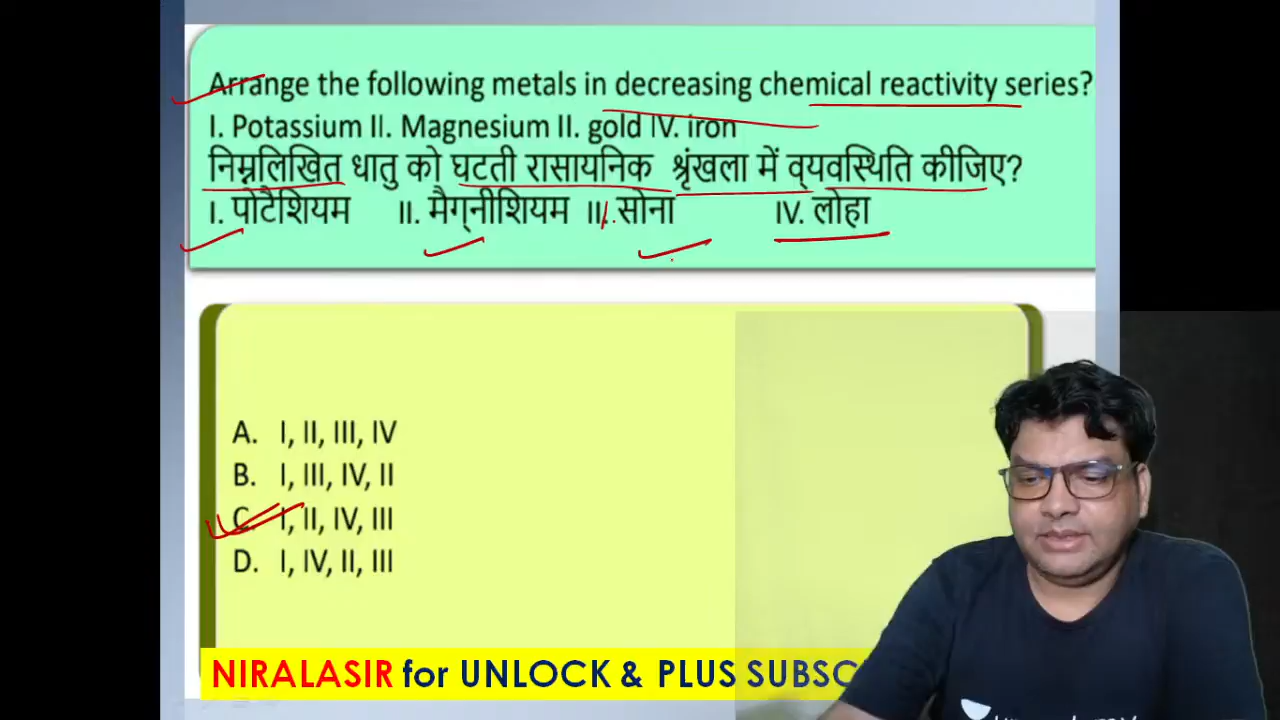 Arrange the following metals in decreasing chemical reactivity series?
I. Potassium II. Magnesium II. gold IV. iron
निम्नलिखित धातु को घटती रासायनिक श्रृंखला में व्यवस्थिति कीजिए?
I. पोटैशियम II. मैग्नीशियम II. सोना IV. लोहा
A. I, II, III, IV
B. I, III, IV, II
C. I, II, IV, III
D. I, IV, II, III
NIRALASIR for UNLOCK & PLUS